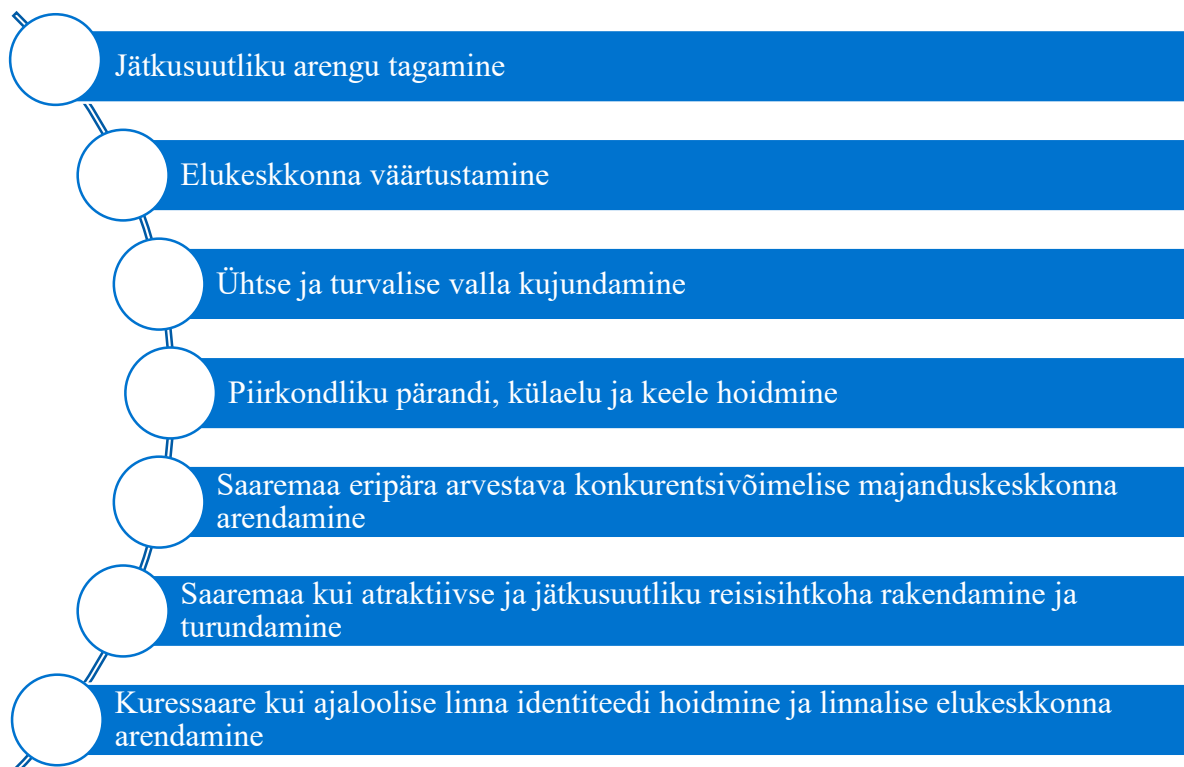 Jätkusuutliku arengu tagamine
Elukeskkonna väärtustamine
Ühtse ja turvalise valla kujundamine
Piirkondliku pärandi, külaelu ja keele hoidmine
Saaremaa eripära arvestava konkurentsivõimelise majanduskeskkonna
arendamine
Saaremaa kui atraktiivse ja jätkusuutliku reisisihtkoha rakendamine ja
turundamine
Kuressaare kui ajaloolise linna identiteedi hoidmine ja linnalise elukeskkonna
arendamine